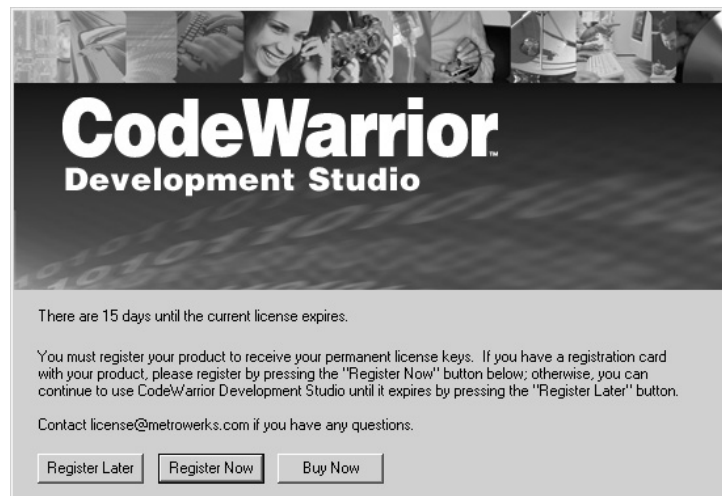 CodeWarrior™
Development Studio
There are 15 days until the current license expires.
You must register your product to receive your permanent license keys. If you have a registration card
with your product, please register by pressing the "Register Now" button below; otherwise, you can
continue to use CodeWarrior Development Studio until it expires by pressing the "Register Later" button.
Contact license@metrowerks.com if you have any questions.
Register Later Register Now Buy Now